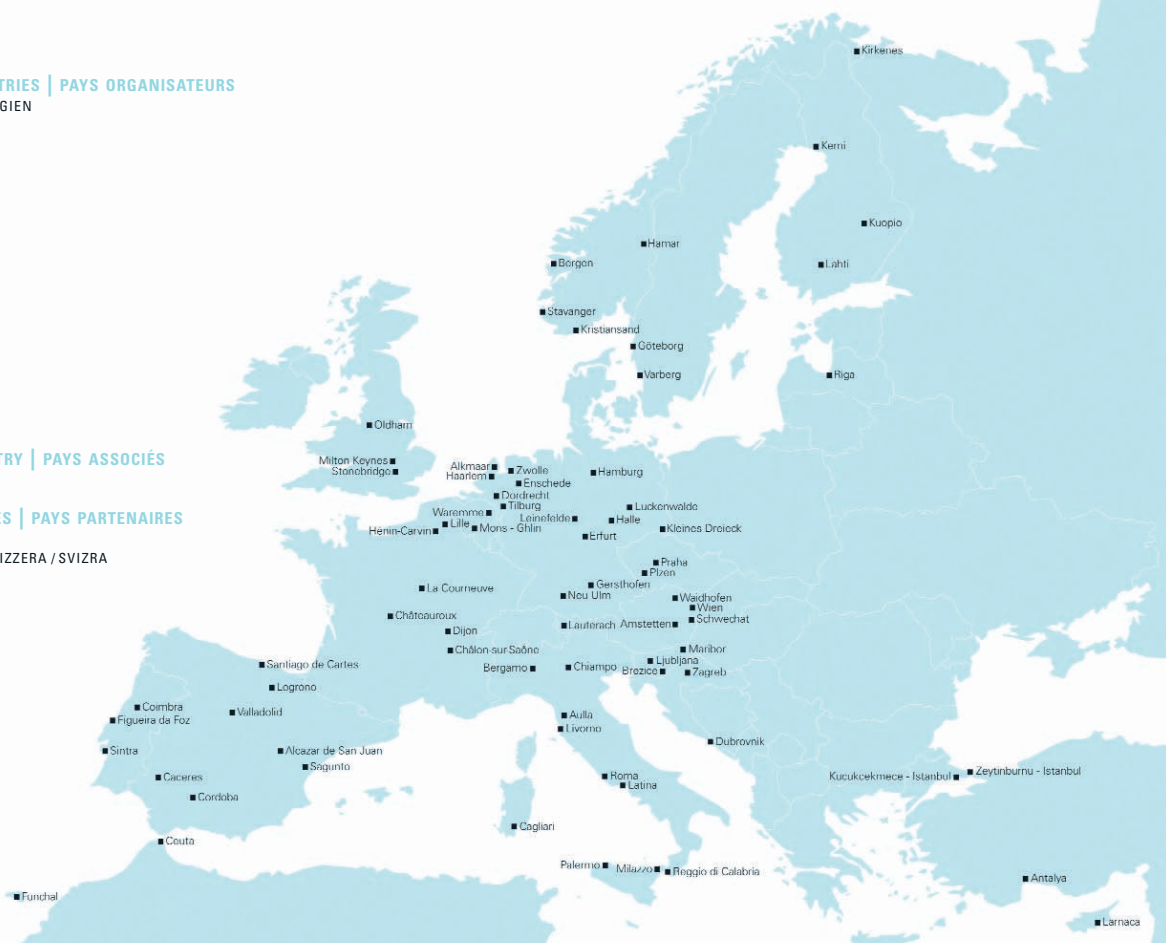 TRIES | PAYS ORGANISATEURS
GIEN
TRY | PAYS ASSOCIÉS
ES | PAYS PARTENAIRES
IZZERA / SVIZRA
Kirkenes
Kemi
Kuopio
Hamar
Bergen
Lahti
Stavanger
Kristiansand
Göteborg
Varberg
Riga
Oldham
Milton Keynes
Stonebridge
Alkmaar
Haarlem
Zwolle
Enschede
Hamburg
Dordrecht
Tilburg
Luckenwalde
Waremme
Leinefelde
Halle
Lille
Hénin-Carvin
Mons - Ghlin
Kleines Dreieck
Erfurt
Praha
Plzen
La Courneuve
Gersthofen
Neu Ulm
Waidhofen
Wien
Châteauroux
Schwechat
Lauterach
Amstetten
Dijon
Châlon-sur-Saône
Maribor
Ljubljana
Santiago de Cartes
Bergamo
Chiampo
Brezice
Zagreb
Logrono
Coimbra
Valladolid
Figueira da Foz
Aulla
Livorno
Dubrovnik
Sintra
Alcazar de San Juan
Sagunto
Caceres
Roma
Latina
Kucukcekmece - Istanbul
Zeytinburnu - Istanbul
Cordoba
Cagliari
Ceuta
Palermo
Milazzo
Reggio di Calabria
Antalya
Funchal
Larnaca